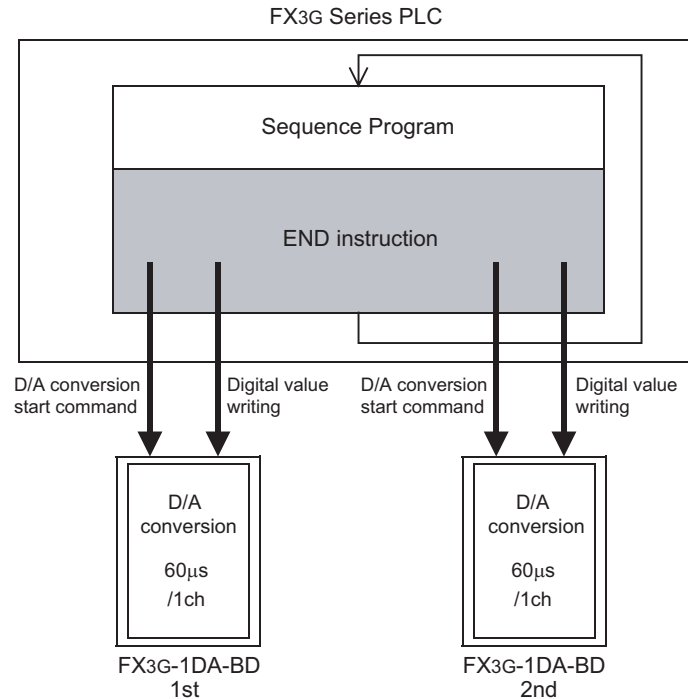 FX3G Series PLC
Sequence Program
END instruction
D/A conversion
start command
Digital value
writing
D/A conversion
start command
Digital value
writing
D/A
conversion
60µs
/1ch
D/A
conversion
60µs
/1ch
FX3G-1DA-BD
1st
FX3G-1DA-BD
2nd